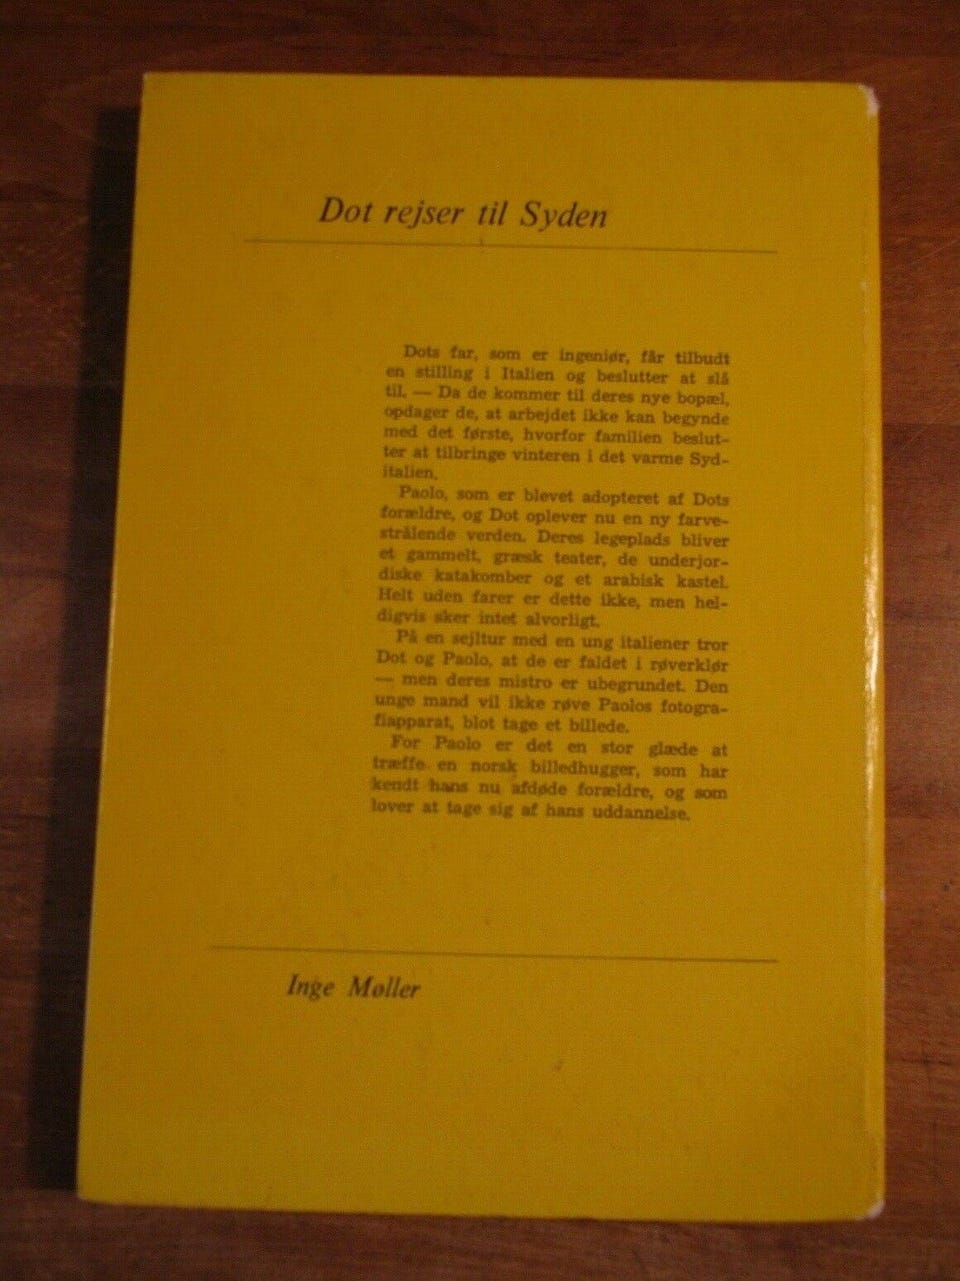 Dot rejser til Syden
Dots far, som er ingeniør, får tilbudt
en stilling i Italien og beslutter at slå
til. — Da de kommer til deres nye bopæl,
opdager de, at arbejdet ikke kan begynde
med det første, hvorfor familien beslut-
ter at tilbringe vinteren i det varme Syd-
italien.
Paolo, som er blevet adopteret af Dots
forældre, og Dot oplever nu en ny farve-
strålende verden. Deres legeplads bliver
et gammelt, græsk teater, de underjor-
diske katakomber og et arabisk kastel.
Helt uden farer er dette ikke, men hel-
digvis sker intet alvorligt.
På en sejltur med en ung italiener tror
Dot og Paolo, at de er faldet i røverklør
— men deres mistro er ubegrundet. Den
unge mand vil ikke røve Paolos fotogra-
fiapparat, blot tage et billede.
For Paolo er det en stor glæde at
træffe en norsk billedhugger, som har
kendt hans nu afdøde forældre, og som
lover at tage sig af hans uddannelse.
Inge Møller